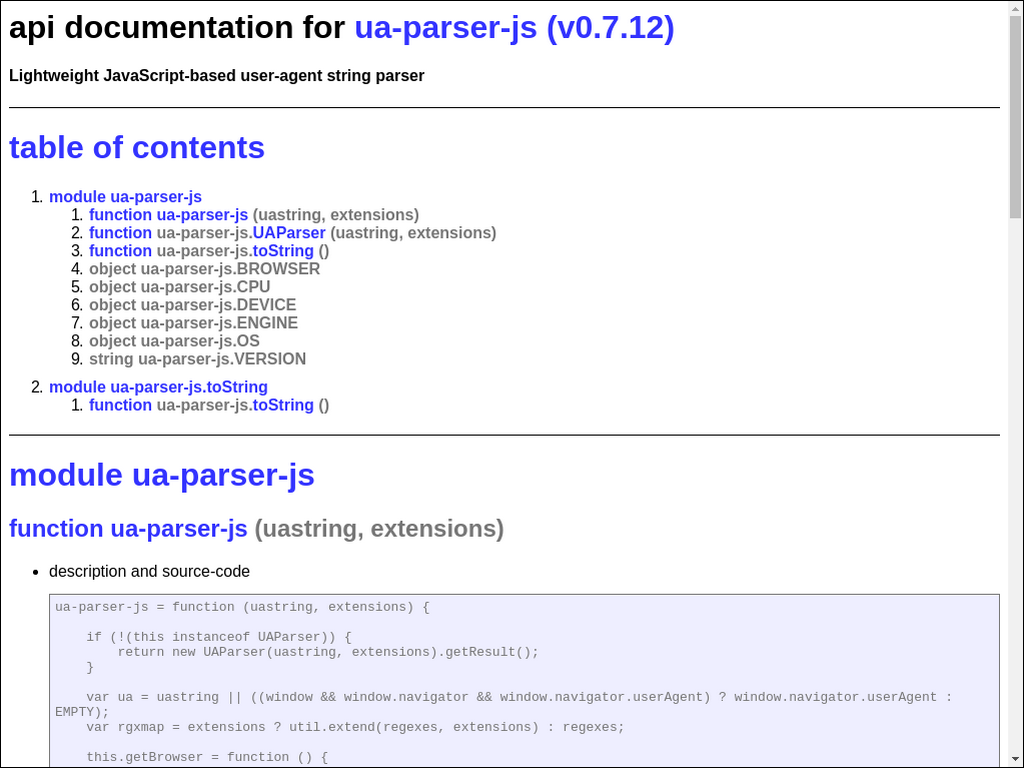 api documentation for ua-parser-js (v0.7.12)
Lightweight JavaScript-based user-agent string parser
table of contents
1. module ua-parser-js
1. function ua-parser-js (uastring, extensions)
2. function ua-parser-js.UAParser (uastring, extensions)
3. function ua-parser-js.toString ()
4. object ua-parser-js.BROWSER
5. object ua-parser-js.CPU
6. object ua-parser-js.DEVICE
7. object ua-parser-js.ENGINE
8. object ua-parser-js.OS
9. string ua-parser-js.VERSION
2. module ua-parser-js.toString
1. function ua-parser-js.toString ()
module ua-parser-js
function ua-parser-js (uastring, extensions)
• description and source-code
ua-parser-js = function (uastring, extensions) {
if (!(this instanceof UAParser)) {
return new UAParser(uastring, extensions).getResult();
}
var ua = uastring || ((window && window.navigator && window.navigator.userAgent) ? window.navigator.userAgent :
EMPTY);
var rgxmap = extensions ? util.extend(regexes, extensions) : regexes;
this.getBrowser = function () {